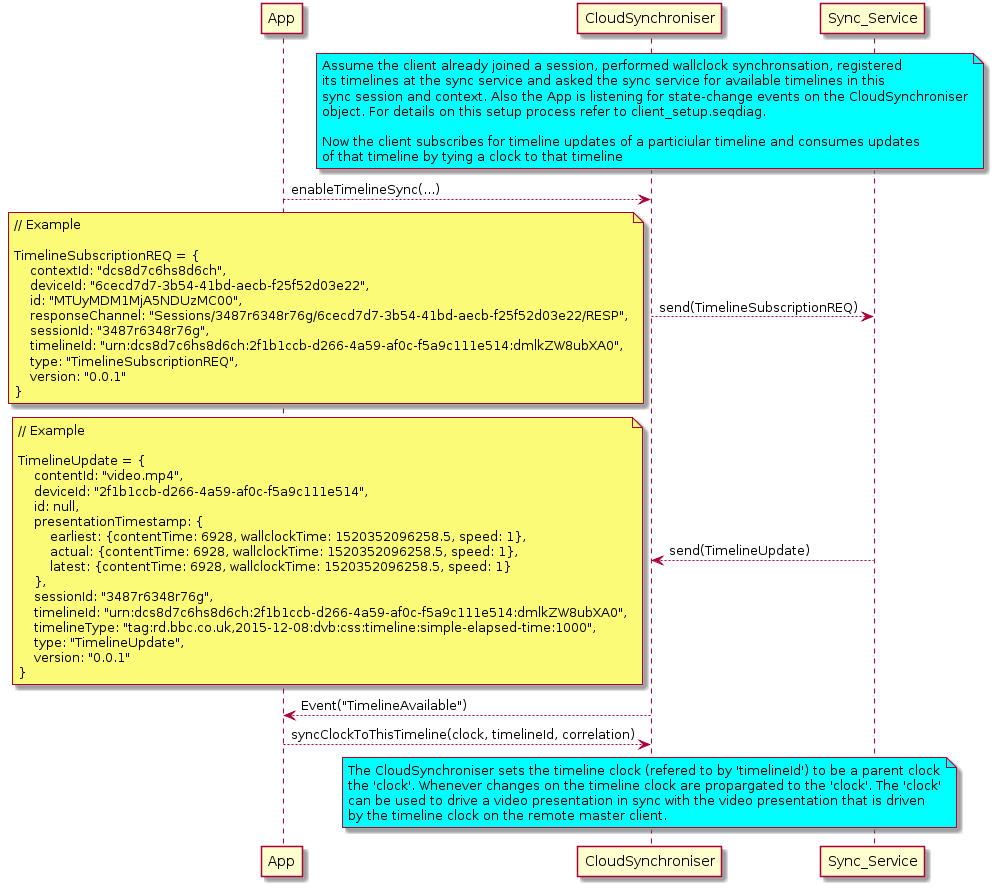 App
CloudSynchroniser
Sync_Service
Assume the client already joined a session, performed wallclock synchronsation, registered
its timelines at the sync service and asked the sync service for available timelines in this
sync session and context. Also the App is listening for state-change events on the CloudSynchroniser
object. For details on this setup process refer to client_setup.seqdiag.
Now the client subscribes for timeline updates of a particiular timeline and consumes updates
of that timeline by tying a clock to that timeline
enableTimelineSync(...)
// Example
TimelineSubscriptionREQ = {
contextId: "dcs8d7c6hs8d6ch",
deviceId: "6cecd7d7-3b54-41bd-aecb-f25f52d03e22",
id: "MTUyMDM1MjA5NDUzMC00",
responseChannel: "Sessions/3487r6348r76g/6cecd7d7-3b54-41bd-aecb-f25f52d03e22/RESP",
sessionId: "3487r6348r76g",
timelineId: "urn:dcs8d7c6hs8d6ch:2f1b1ccb-d266-4a59-af0c-f5a9c111e514:dmlkZW8ubXA0",
type: "TimelineSubscriptionREQ",
version: "0.0.1"
}
send(TimelineSubscriptionREQ)
// Example
TimelineUpdate = {
contentId: "video.mp4",
deviceId: "2f1b1ccb-d266-4a59-af0c-f5a9c111e514",
id: null,
presentationTimestamp: {
earliest: {contentTime: 6928, wallclockTime: 1520352096258.5, speed: 1},
actual: {contentTime: 6928, wallclockTime: 1520352096258.5, speed: 1},
latest: {contentTime: 6928, wallclockTime: 1520352096258.5, speed: 1}
},
sessionId: "3487r6348r76g",
timelineId: "urn:dcs8d7c6hs8d6ch:2f1b1ccb-d266-4a59-af0c-f5a9c111e514:dmlkZW8ubXA0",
timelineType: "tag:rd.bbc.co.uk,2015-12-08:dvb:css:timeline:simple-elapsed-time:1000",
type: "TimelineUpdate",
version: "0.0.1"
}
send(TimelineUpdate)
Event("TimelineAvailable")
syncClockToThisTimeline(clock, timelineId, correlation)
The CloudSynchroniser sets the timeline clock (refered to by 'timelineId') to be a parent clock
the 'clock'. Whenever changes on the timeline clock are propargated to the 'clock'. The 'clock'
can be used to drive a video presentation in sync with the video presentation that is driven
by the timeline clock on the remote master client.
App
CloudSynchroniser
Sync_Service